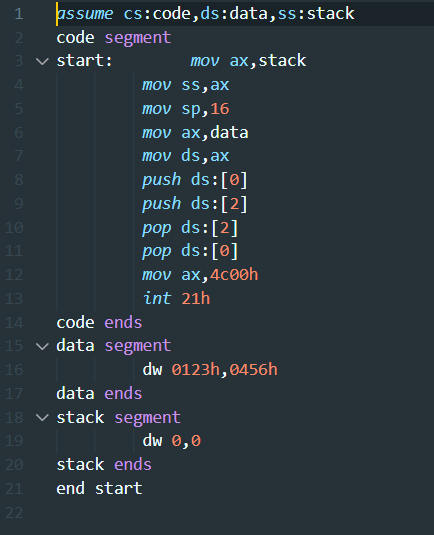 1 assume cs:code,ds:data,ss:stack
2 code segment
3 start: mov ax,stack
4 mov ss,ax
5 mov sp,16
6 mov ax,data
7 mov ds,ax
8 push ds:[0]
9 push ds:[2]
10 pop ds:[2]
11 pop ds:[0]
12 mov ax,4c00h
13 int 21h
14 code ends
15 data segment
16 dw 0123h,0456h
17 data ends
18 stack segment
19 dw 0,0
20 stack ends
21 end start
22